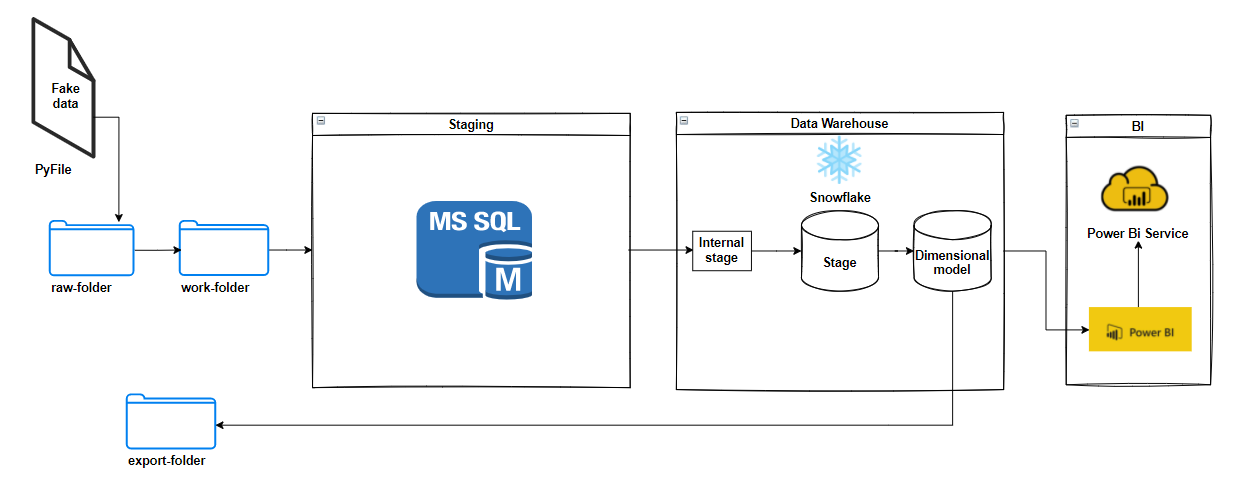 Fake
data
PyFile
raw-folder
work-folder
Staging
MS SQL
M
Data Warehouse
Snowflake
Internal
stage
Stage
Dimensional
model
BI
Power Bi Service
Power BI
export-folder